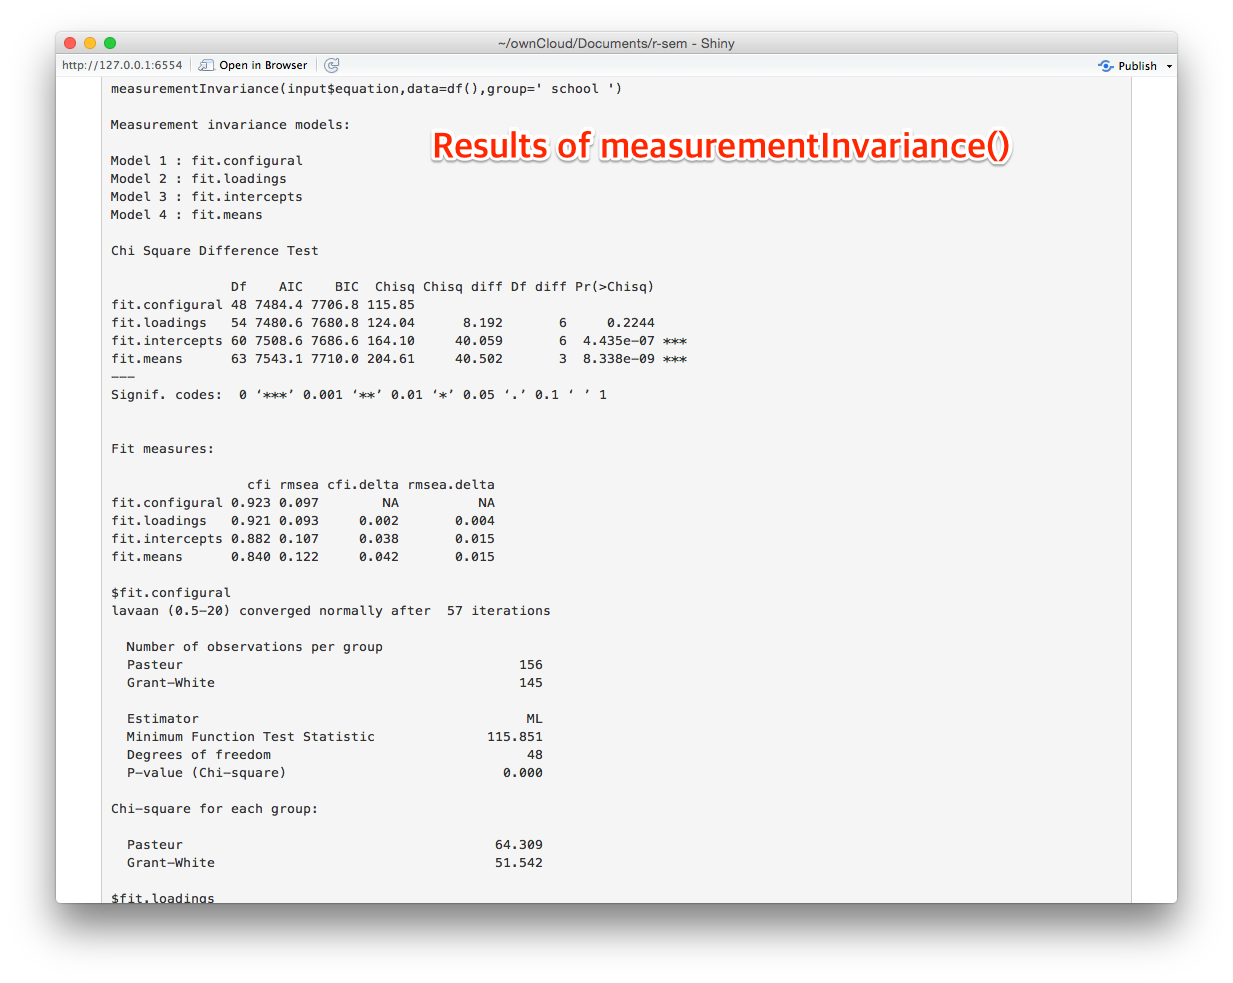 ~/ownCloud/Documents/r-sem - Shiny
http://127.0.0.1:6554 Open in Browser Publish
measurementInvariance(input$equation,data=df(),group=' school ')
Results of measurementInvariance()
Measurement invariance models:
Model 1 : fit.configural
Model 2 : fit.loadings
Model 3 : fit.intercepts
Model 4 : fit.means
Chi Square Difference Test
Df AIC BIC Chisq Chisq diff Df diff Pr(>Chisq)
fit.configural 48 7484.4 7706.8 115.85
fit.loadings 54 7480.6 7680.8 124.04 8.192 6 0.2244
fit.intercepts 60 7508.6 7686.6 164.10 40.059 6 4.435e-07 ***
fit.means 63 7543.1 7710.0 204.61 40.502 3 8.338e-09 ***
---
Signif. codes: 0 ‘***’ 0.001 ‘**’ 0.01 ‘*’ 0.05 ‘.’ 0.1 ‘ ’ 1
Fit measures:
cfi rmsea cfi.delta rmsea.delta
fit.configural 0.923 0.097 NA NA
fit.loadings 0.921 0.093 0.002 0.004
fit.intercepts 0.882 0.107 0.038 0.015
fit.means 0.840 0.122 0.042 0.015
$fit.configural
lavaan (0.5-20) converged normally after 57 iterations
Number of observations per group
Pasteur 156
Grant-White 145
Estimator ML
Minimum Function Test Statistic 115.851
Degrees of freedom 48
P-value (Chi-square) 0.000
Chi-square for each group:
Pasteur 64.309
Grant-White 51.542
$fit.loadings